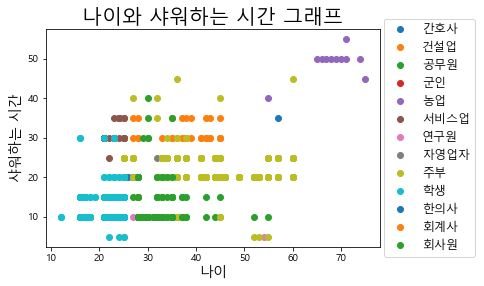 나이와 샤워하는 시간 그래프
샤워하는 시간
50
40
30
20
10
10
20
30
40
50
60
70
나이
간호사
건설업
공무원
군인
농업
서비스업
연구원
자영업자
주부
학생
한의사
회계사
회사원